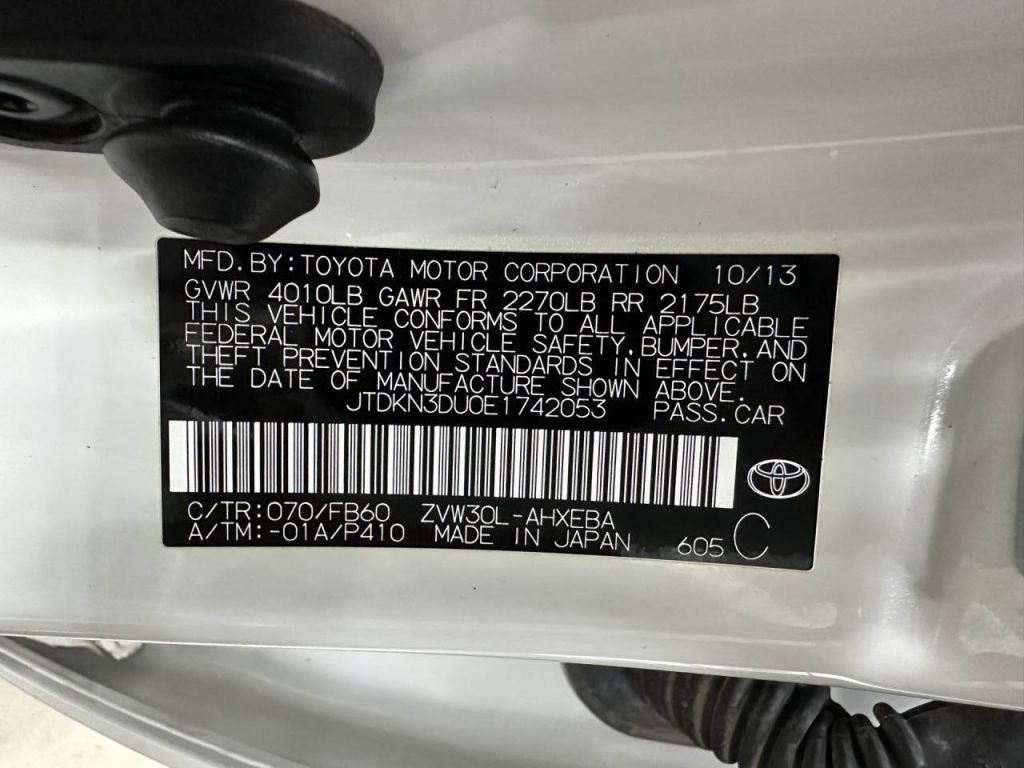 MFD.BY:TOYOTA MOTOR CORPORATION 10/13
GVWR 4010LB GAWR FR 2270LB RR 2175LB
THIS VEHICLE CONFORMS TO ALL APPLICABLE
FEDERAL MOTOR VEHICLE SAFETY,BUMPER,AND
THEFT PREVENTION STANDARDS IN EFFECT ON
THE DATE OF MANUFACTURE SHOWN ABOVE.
JTDKN3DU0E1742053 PASS.CAR
C/TR:070/FB60 ZVW30L-AHXEBA
A/TM:-01A/P410 MADE IN JAPAN 605 C